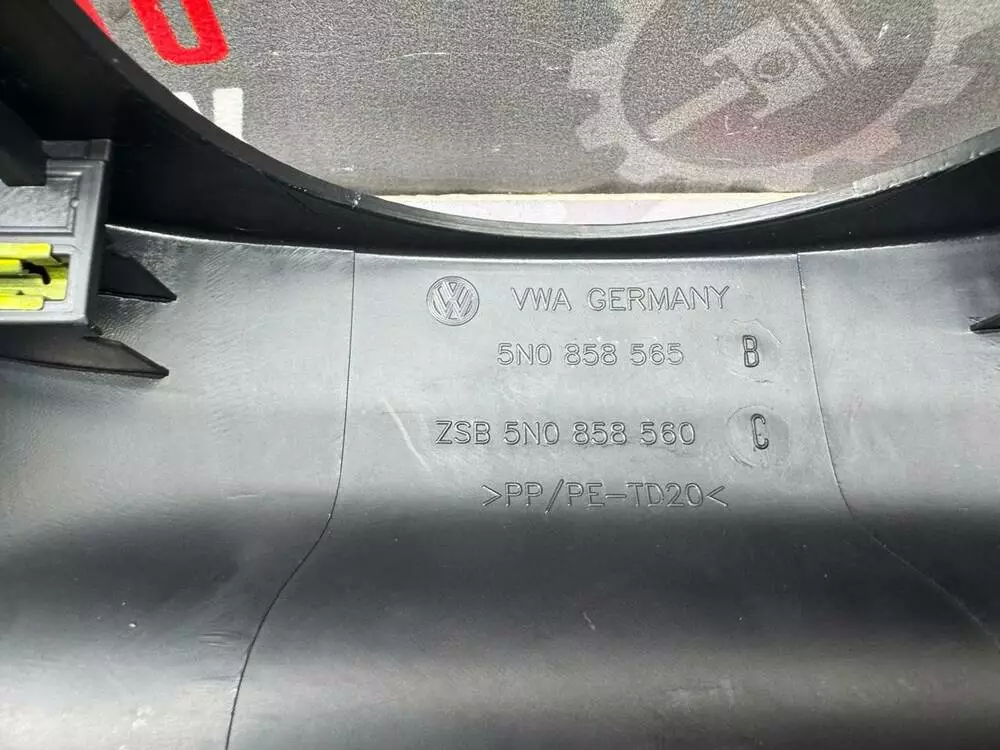 VWA GERMANY
5N0 858 565 B
ZSB 5N0 858 560 C
>PP/PE-TD20<